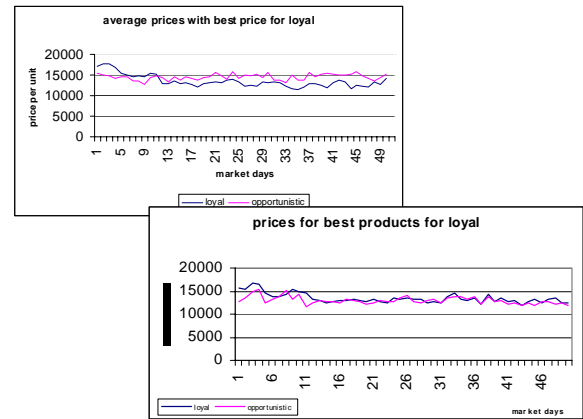 average prices with best price for loyal
20000
15000
10000
5000
0
price per unit
1 5 9 13 17 21 25 29 33 37 41 45 49
market days
loyal opportunistic
prices for best products for loyal
20000
15000
10000
5000
0
1 6 11 16 21 26 31 36 41 46
loyal opportunistic
market days